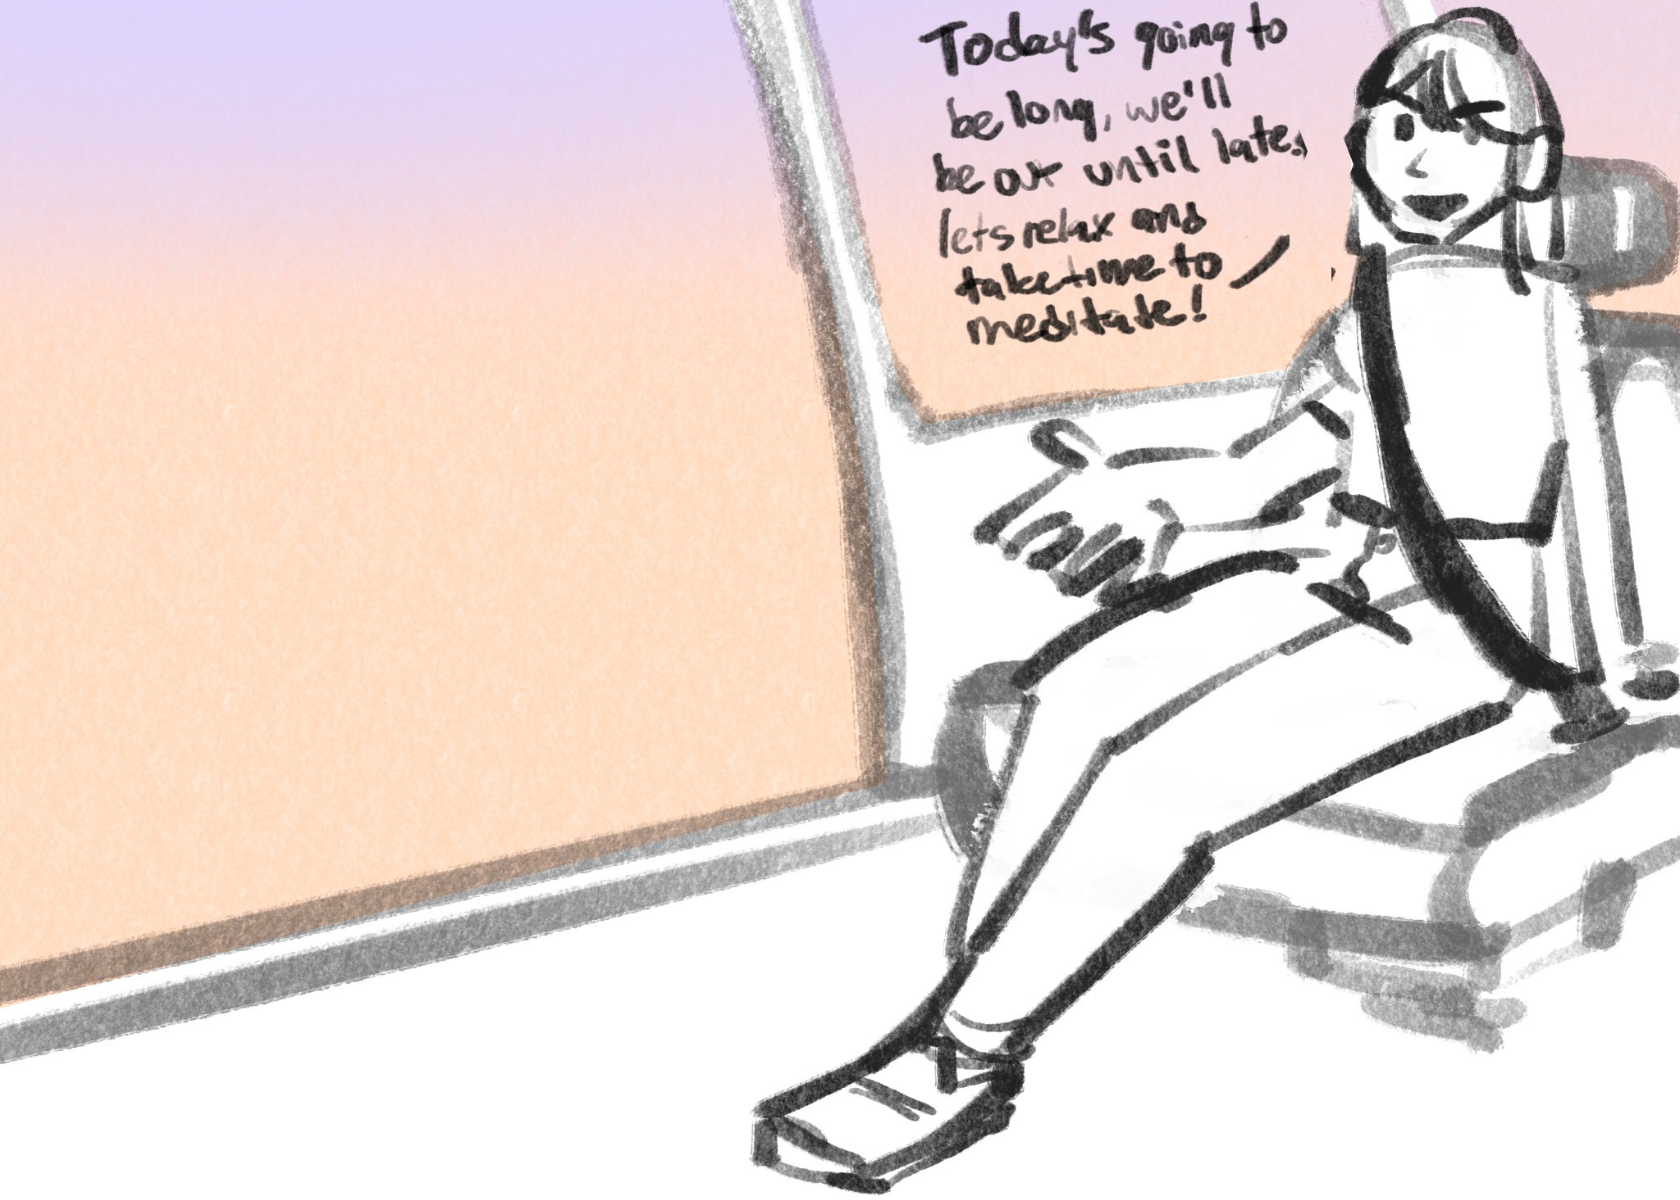 Today's going to
be long, we'll
be out until late,
lets relax and
take time to
meditate!